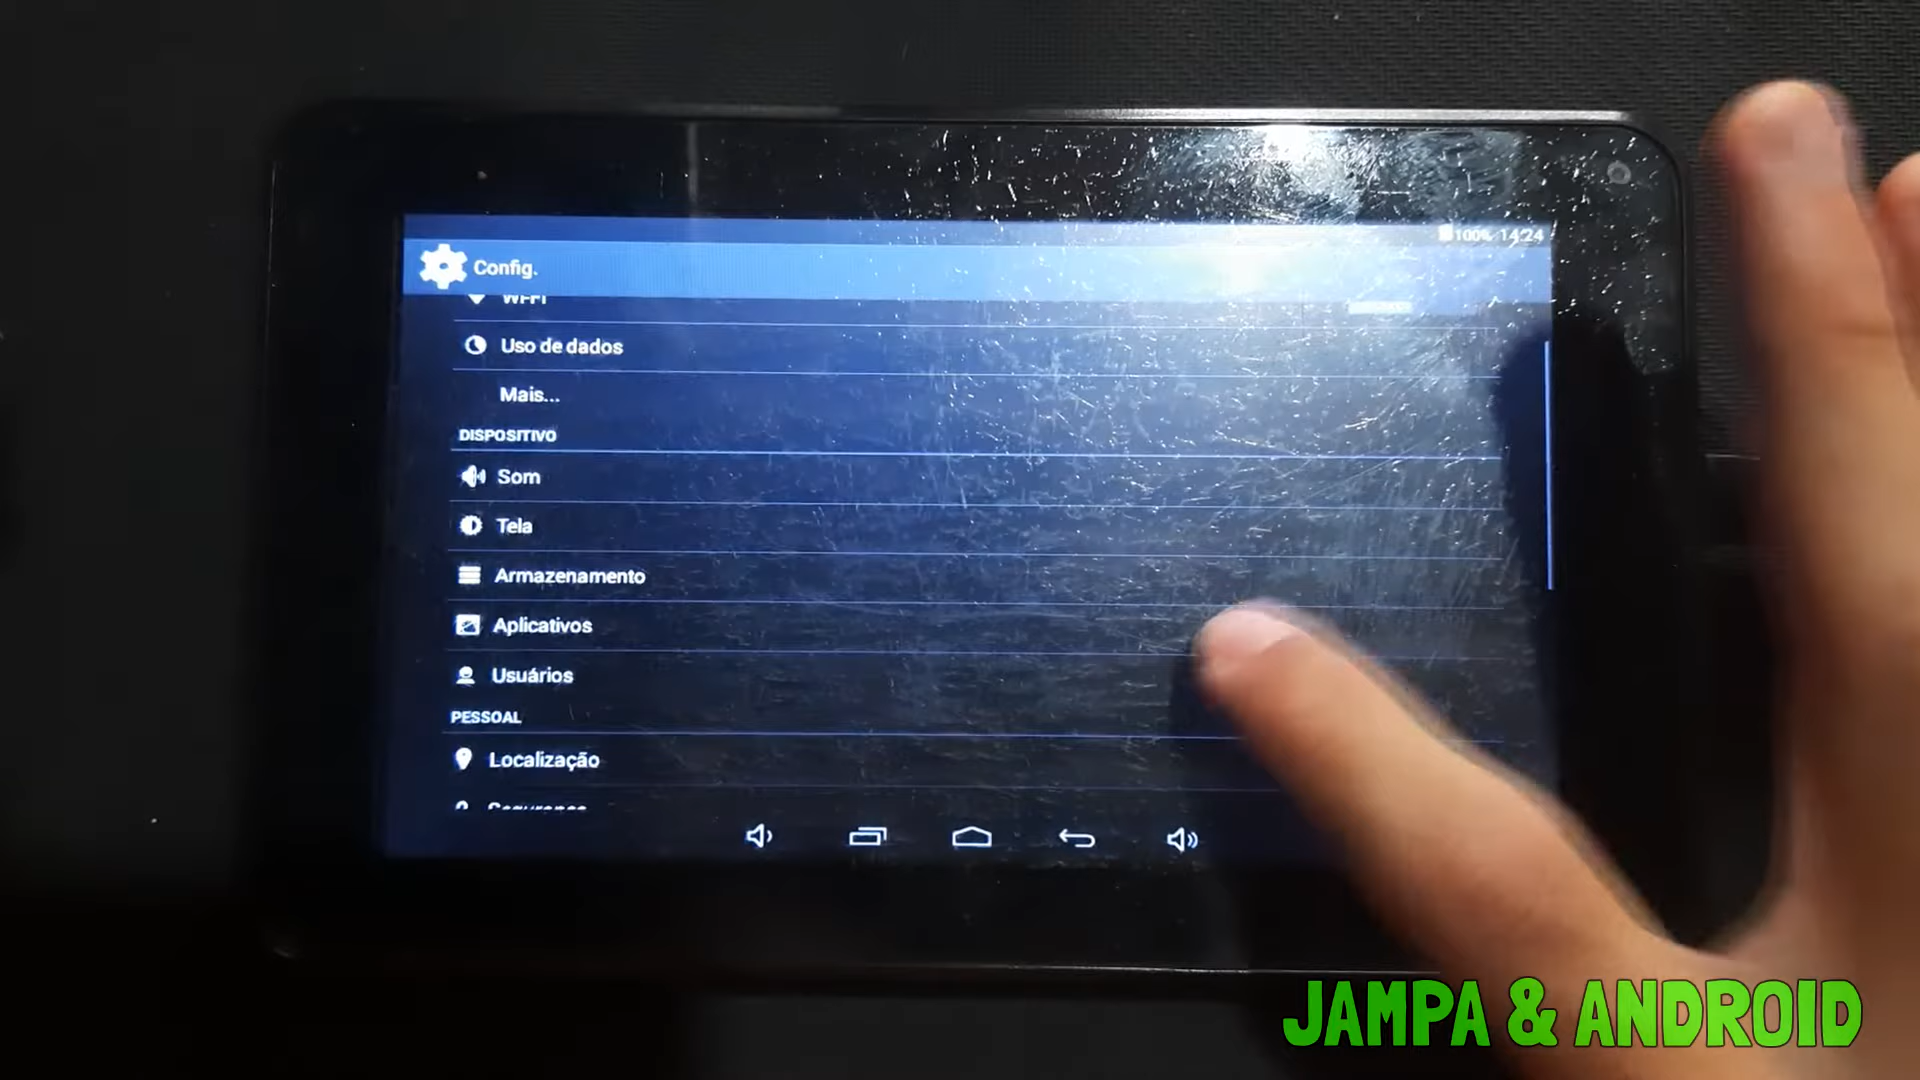 100% 14:24
Config.
Uso de dados
Mais...
DISPOSITIVO
Som
Tela
Armazenamento
Aplicativos
Usuários
PESSOAL
Localização
JAMPA & ANDROID